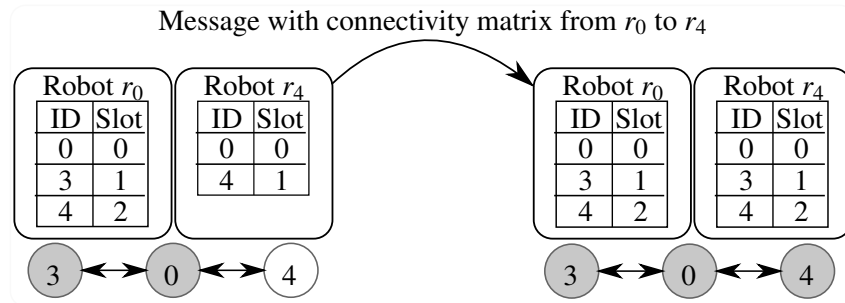 Message with connectivity matrix from r0 to r4
Robot r0
ID Slot
0 0
3 1
4 2
Robot r4
ID Slot
0 0
4 1
3 0 4
Robot r0
ID Slot
0 0
3 1
4 2
Robot r4
ID Slot
0 0
3 1
4 2
3 0 4